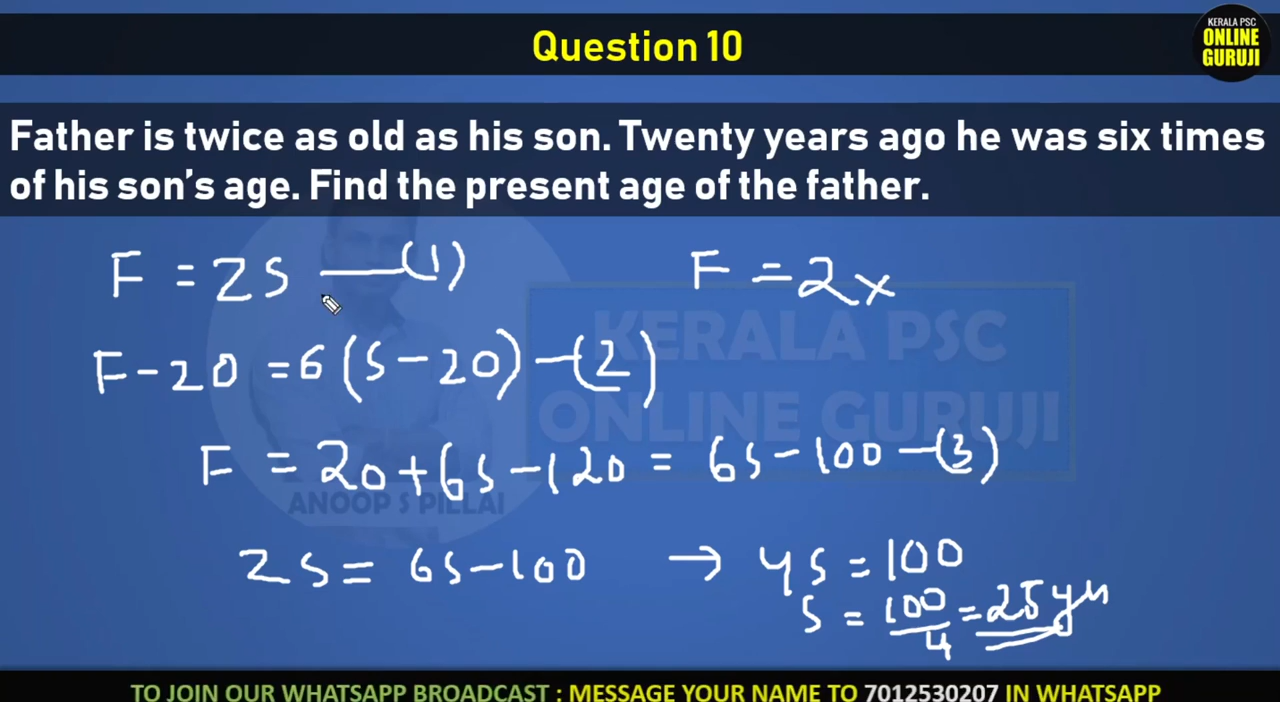 Question 10
KERALA PSC
ONLINE
GURUJI
Father is twice as old as his son. Twenty years ago he was six times
of his son's age. Find the present age of the father.
F = 2S —(1)
F = 2x
F - 20 = 6(S - 20) —(2)
KERALA PSC
ONLINE GURUJI
F = 20 + 6S - 120 = 6S - 100 —(3)
ANOOP S PILLAI
2S = 6S - 100 → 4S = 100
S = 100/4 = 25 yrs
TO JOIN OUR WHATSAPP BROADCAST : MESSAGE YOUR NAME TO 7012530207 IN WHATSAPP